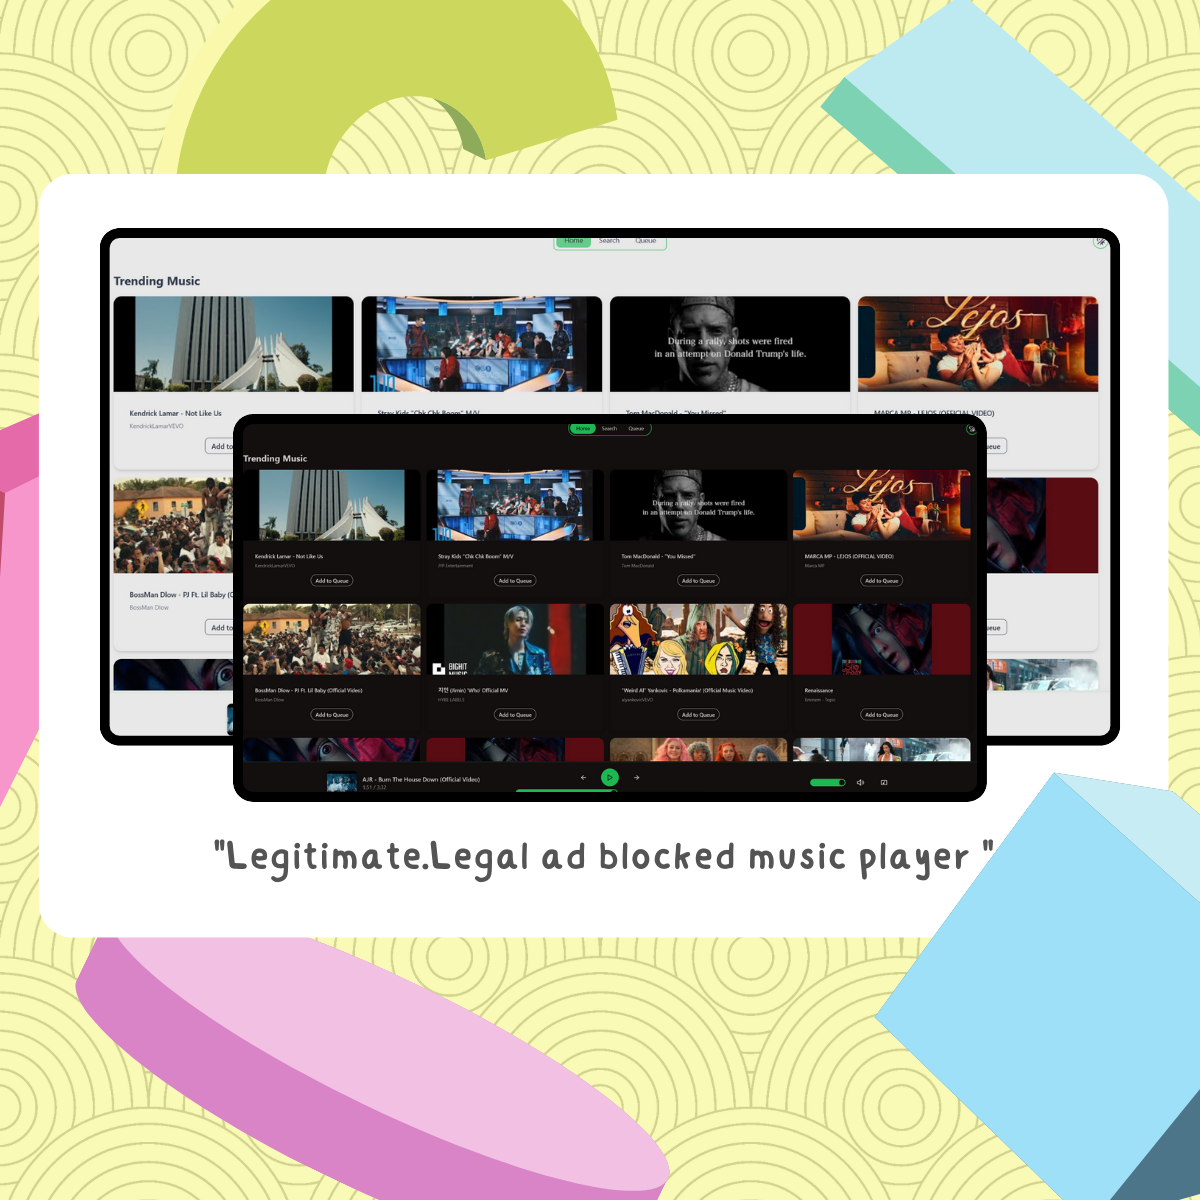 Home Search Queue
Trending Music
During a rally, shots were fired
in an attempt on Donald Trump's life.
Lejos
Kendrick Lamar - Not Like Us
KendrickLamarVEVO
Add to
Stray Kids "Chk Chk Boom" M/V
Tom MacDonald - "You Missed"
MARCA MP - LEJOS (OFFICIAL VIDEO)
ueue
BossMan Dlow - PJ Ft. Lil Baby (O
BossMan Dlow
Add to
ueue
Home Search Queue
Trending Music
During a rally, shots were fired
in an attempt on Donald Trump's life.
Lejos
Kendrick Lamar - Not Like Us
KendrickLamarVEVO
Add to Queue
Stray Kids "Chk Chk Boom" M/V
JYP Entertainment
Add to Queue
Tom MacDonald - "You Missed"
Tom MacDonald
Add to Queue
MARCA MP - LEJOS (OFFICIAL VIDEO)
Marca MP
Add to Queue
BossMan Dlow - PJ Ft. Lil Baby (Official Video)
BossMan Dlow
Add to Queue
BIGHIT
MUSIC
지민 (Jimin) 'Who' Official MV
HYBE LABELS
Add to Queue
"Weird Al" Yankovic - Polkamania! (Official Music Video)
alyankovicVEVO
Add to Queue
Renaissance
Eminem - Topic
Add to Queue
AJR - Burn The House Down (Official Video)
"Legitimate.Legal ad blocked music player "